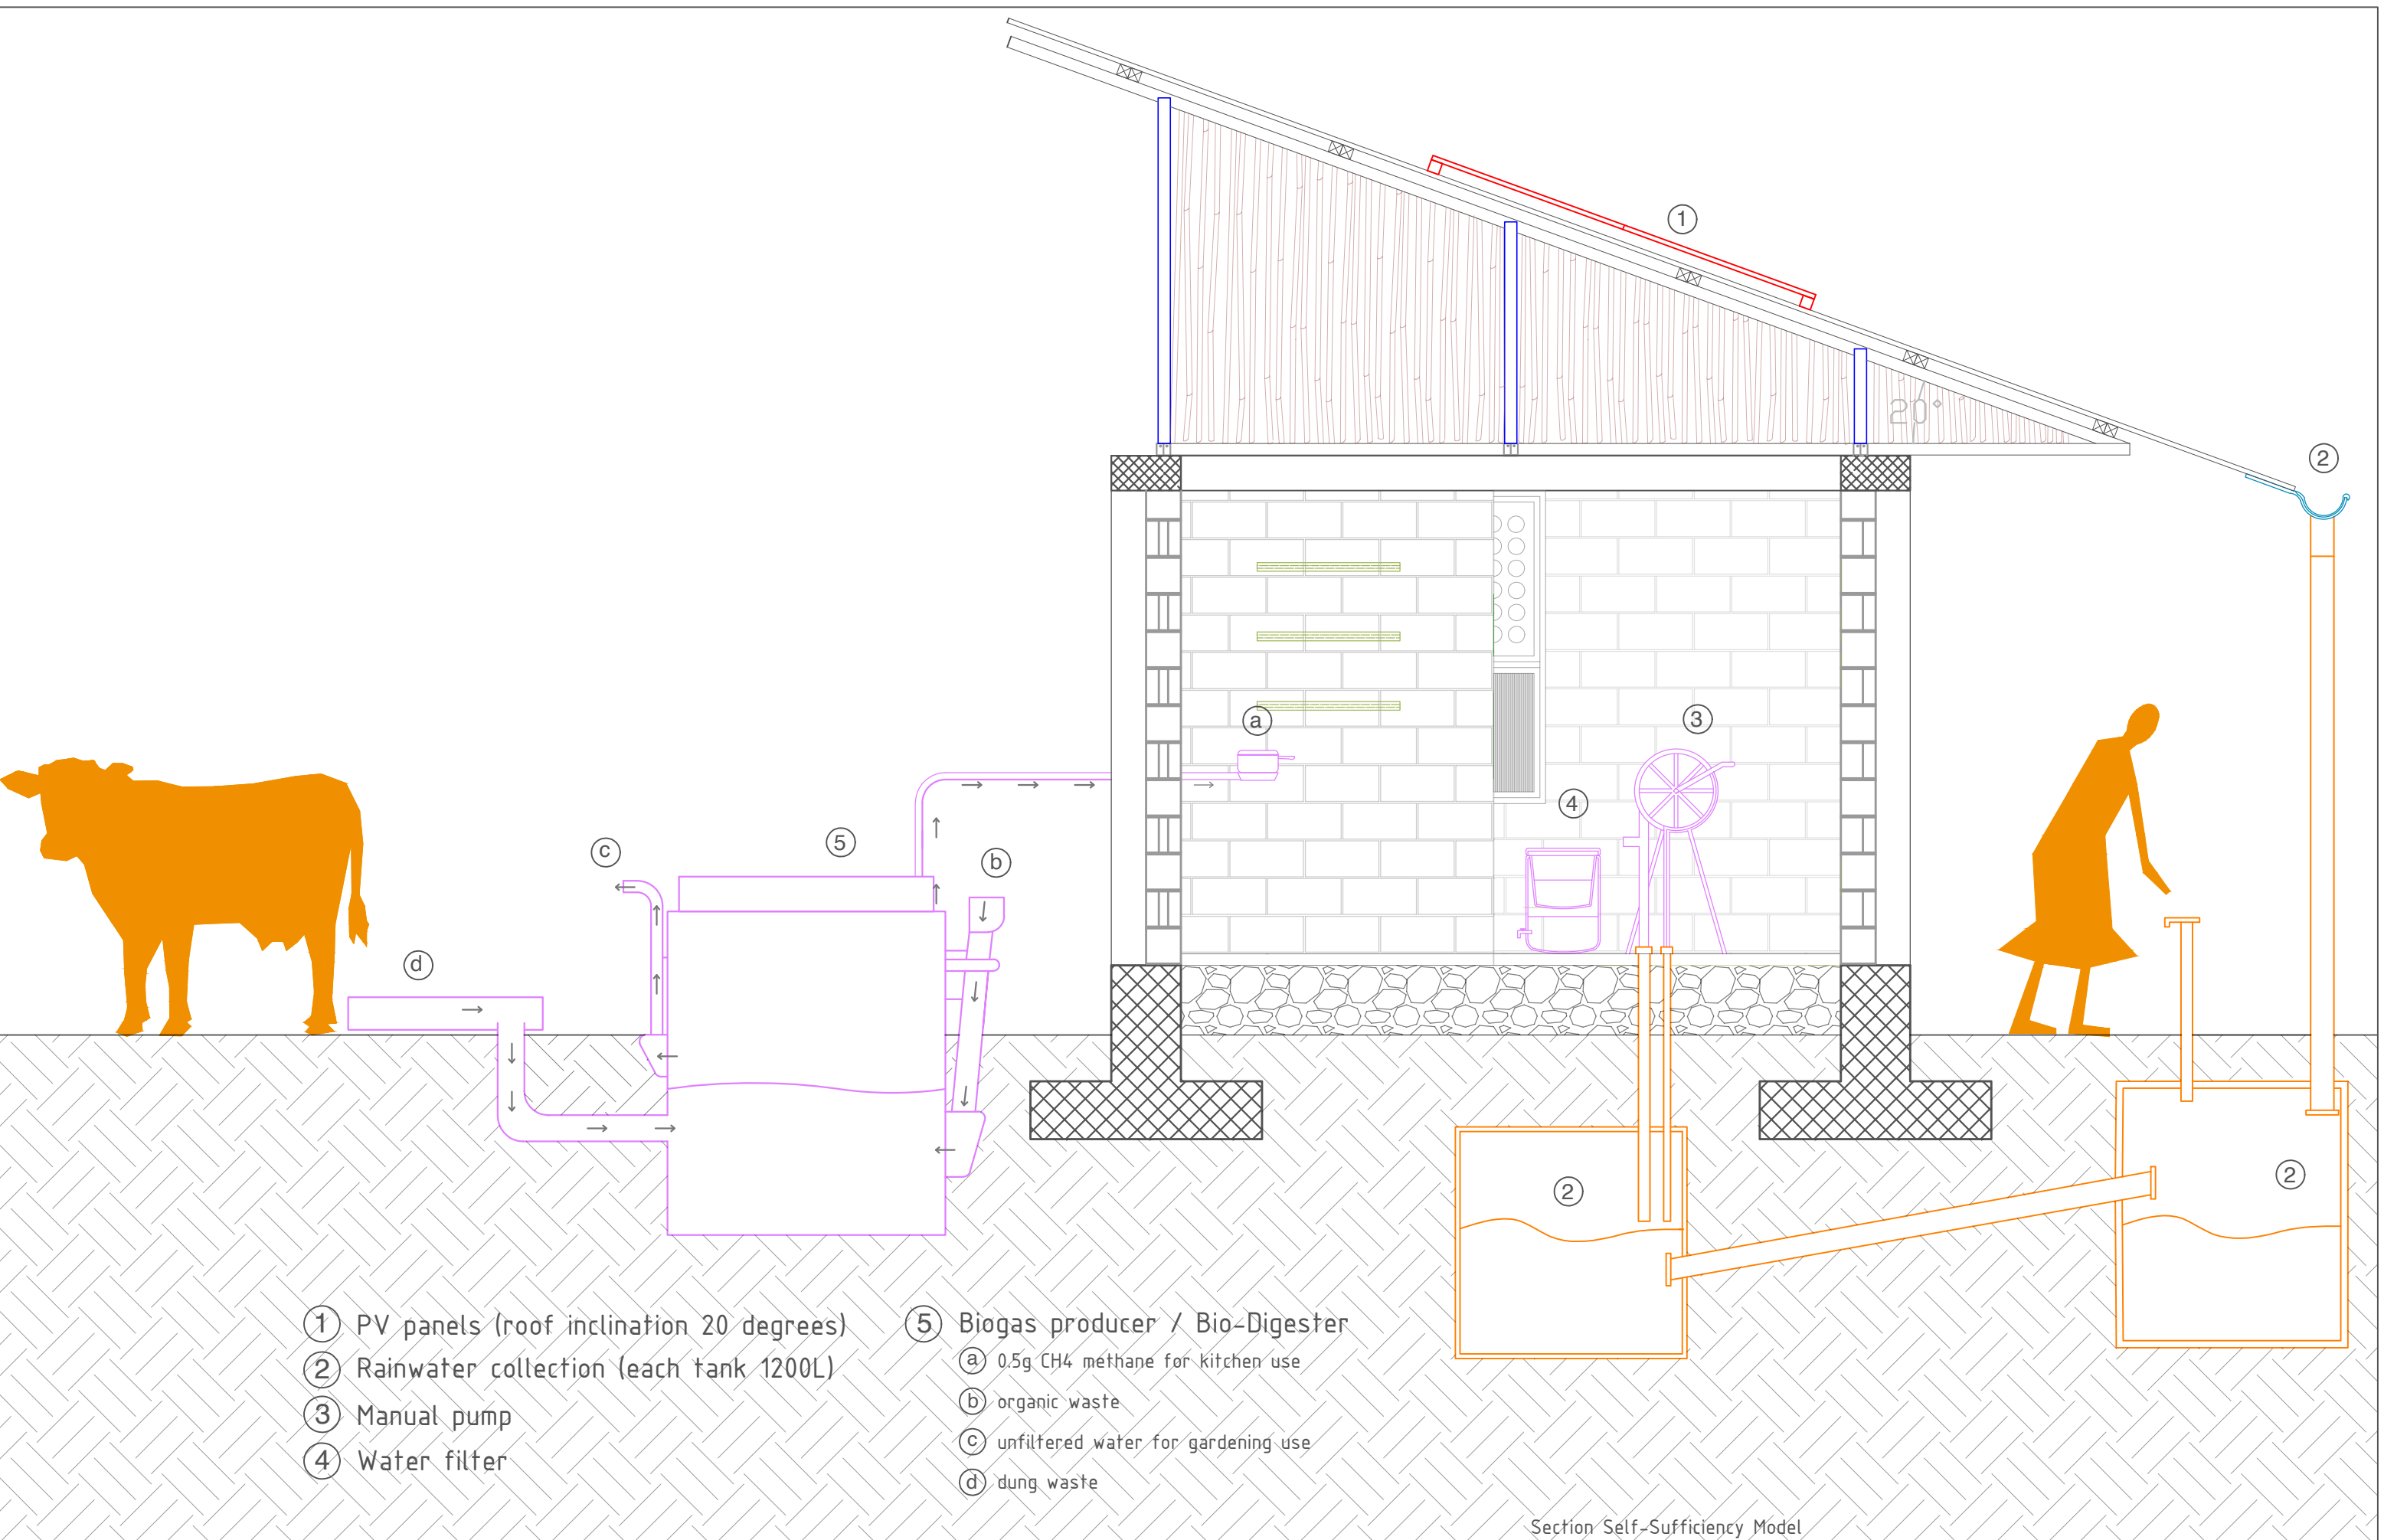 1
20°
2
a
3
4
5
c
b
d
2
2
1 PV panels (roof inclination 20 degrees)
2 Rainwater collection (each tank 1200L)
3 Manual pump
4 Water filter
5 Biogas producer / Bio-Digester
a 0.5g CH4 methane for kitchen use
b organic waste
c unfiltered water for gardening use
d dung waste
Section Self-Sufficiency Model